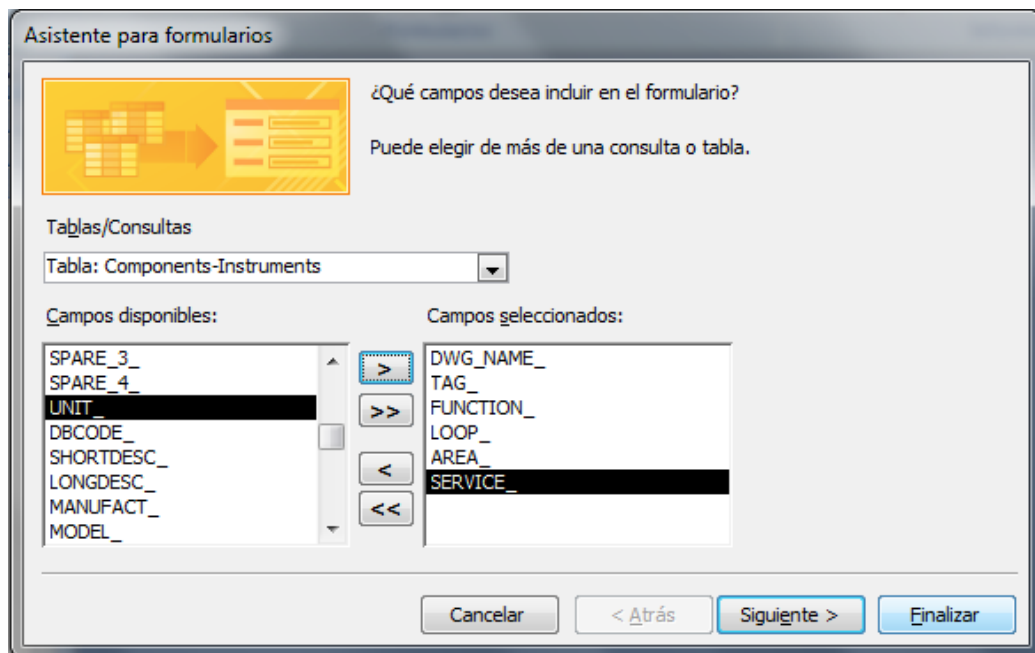 Asistente para formularios
¿Qué campos desea incluir en el formulario?
Puede elegir de más de una consulta o tabla.
Tablas/Consultas
Tabla: Components-Instruments
Campos disponibles:
SPARE_3_
SPARE_4_
UNIT_
DBCODE_
SHORTDESC_
LONGDESC_
MANUFACT_
MODEL_
>
>>
<
<<
Campos seleccionados:
DWG_NAME_
TAG_
FUNCTION_
LOOP_
AREA_
SERVICE_
Cancelar
< Atrás
Siguiente >
Finalizar